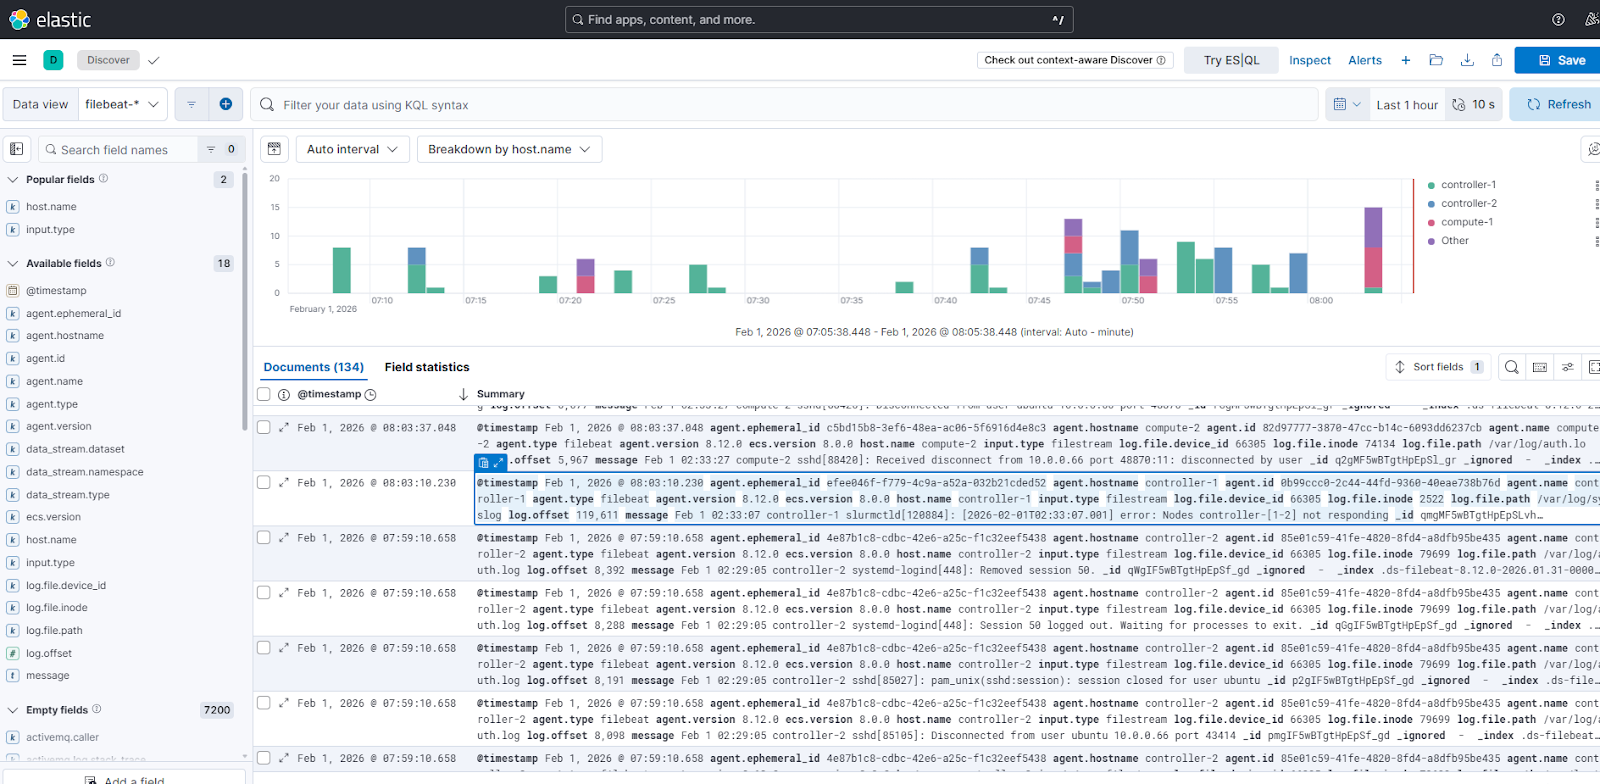 elastic
Find apps, content, and more.
^/
D
Discover
Check out context-aware Discover
Try ES|QL
Inspect
Alerts
Save
Data view
filebeat-*
Filter your data using KQL syntax
Last 1 hour
10 s
Refresh
Search field names
0
Auto interval
Breakdown by host.name
Popular fields
2
host.name
input.type
Available fields
18
@timestamp
agent.ephemeral_id
agent.hostname
agent.id
agent.name
agent.type
agent.version
data_stream.dataset
data_stream.namespace
data_stream.type
ecs.version
host.name
input.type
log.file.device_id
log.file.inode
log.file.path
log.offset
message
Empty fields
7200
activemq.caller
activemq.log.stack_trace
Add a field
20
15
10
5
0
07:10 07:15 07:20 07:25 07:30 07:35 07:40 07:45 07:50 07:55 08:00
February 1, 2026
controller-1
controller-2
compute-1
Other
Feb 1, 2026 @ 07:05:38.448 - Feb 1, 2026 @ 08:05:38.448 (interval: Auto - minute)
Documents (134)
Field statistics
Sort fields 1
@timestamp
Summary
Feb 1, 2026 @ 08:03:37.048
@timestamp Feb 1, 2026 @ 08:03:37.048 agent.ephemeral_id c5bd15b8-3ef6-48ea-ac06-5f6916d4e8c3 agent.hostname compute-2 agent.id 82d97777-3870-47cc-b14c-6093dd6237cb agent.name compute
-2 agent.type filebeat agent.version 8.12.0 ecs.version 8.0.0 host.name compute-2 input.type filestream log.file.device_id 66305 log.file.inode 74134 log.file.path /var/log/auth.lo
.offset 5,967 message Feb 1 02:33:27 compute-2 sshd[88420]: Received disconnect from 10.0.0.66 port 48870:11: disconnected by user _id q2gMF5wBTgtHpEpSl_gr _ignored - _index .
Feb 1, 2026 @ 08:03:10.230
@timestamp Feb 1, 2026 @ 08:03:10.230 agent.ephemeral_id efee046f-f779-4c9a-a52a-032b21cded52 agent.hostname controller-1 agent.id 0b99ccc0-2c44-44fd-9360-40eae738b76d agent.name cont
roller-1 agent.type filebeat agent.version 8.12.0 ecs.version 8.0.0 host.name controller-1 input.type filestream log.file.device_id 66305 log.file.inode 2522 log.file.path /var/log/sy
slog log.offset 119,611 message Feb 1 02:33:07 controller-1 slurmctld[120884]: [2026-02-01T02:33:07.001] error: Nodes controller-[1-2] not responding _id qmgMF5wBTgtHpEpSLvh…
Feb 1, 2026 @ 07:59:10.658
@timestamp Feb 1, 2026 @ 07:59:10.658 agent.ephemeral_id 4e87b1c8-cdbc-42e6-a25c-f1c32eef5438 agent.hostname controller-2 agent.id 85e01c59-41fe-4820-8fd4-a8dfb95be435 agent.name cont
roller-2 agent.type filebeat agent.version 8.12.0 ecs.version 8.0.0 host.name controller-2 input.type filestream log.file.device_id 66305 log.file.inode 79699 log.file.path /var/log/a
uth.log log.offset 8,392 message Feb 1 02:29:05 controller-2 systemd-logind[448]: Removed session 50. _id qWgIF5wBTgtHpEpSf_gd _ignored - _index .ds-filebeat-8.12.0-2026.01.31-0000…
Feb 1, 2026 @ 07:59:10.658
@timestamp Feb 1, 2026 @ 07:59:10.658 agent.ephemeral_id 4e87b1c8-cdbc-42e6-a25c-f1c32eef5438 agent.hostname controller-2 agent.id 85e01c59-41fe-4820-8fd4-a8dfb95be435 agent.name cont
roller-2 agent.type filebeat agent.version 8.12.0 ecs.version 8.0.0 host.name controller-2 input.type filestream log.file.device_id 66305 log.file.inode 79699 log.file.path /var/log/a
uth.log log.offset 8,288 message Feb 1 02:29:05 controller-2 systemd-logind[448]: Session 50 logged out. Waiting for processes to exit. _id qGgIF5wBTgtHpEpSf_gd _ignored - _index .
Feb 1, 2026 @ 07:59:10.658
@timestamp Feb 1, 2026 @ 07:59:10.658 agent.ephemeral_id 4e87b1c8-cdbc-42e6-a25c-f1c32eef5438 agent.hostname controller-2 agent.id 85e01c59-41fe-4820-8fd4-a8dfb95be435 agent.name cont
roller-2 agent.type filebeat agent.version 8.12.0 ecs.version 8.0.0 host.name controller-2 input.type filestream log.file.device_id 66305 log.file.inode 79699 log.file.path /var/log/a
uth.log log.offset 8,191 message Feb 1 02:29:05 controller-2 sshd[85027]: pam_unix(sshd:session): session closed for user ubuntu _id p2gIF5wBTgtHpEpSf_gd _ignored - _index .ds-file…
Feb 1, 2026 @ 07:59:10.658
@timestamp Feb 1, 2026 @ 07:59:10.658 agent.ephemeral_id 4e87b1c8-cdbc-42e6-a25c-f1c32eef5438 agent.hostname controller-2 agent.id 85e01c59-41fe-4820-8fd4-a8dfb95be435 agent.name cont
roller-2 agent.type filebeat agent.version 8.12.0 ecs.version 8.0.0 host.name controller-2 input.type filestream log.file.device_id 66305 log.file.inode 79699 log.file.path /var/log/a
uth.log log.offset 8,098 message Feb 1 02:29:05 controller-2 sshd[85105]: Disconnected from user ubuntu 10.0.0.66 port 43414 _id pmgIF5wBTgtHpEpSf_gd _ignored - _index .ds-filebeat…
Feb 1, 2026 @ 07:59:10.658
@timestamp Feb 1, 2026 @ 07:59:10.658 agent.ephemeral_id 4e87b1c8-cdbc-42e6-a25c-f1c32eef5438 agent.hostname controller-2 agent.id 85e01c59-41fe-4820-8fd4-a8dfb95be435 agent.name cont